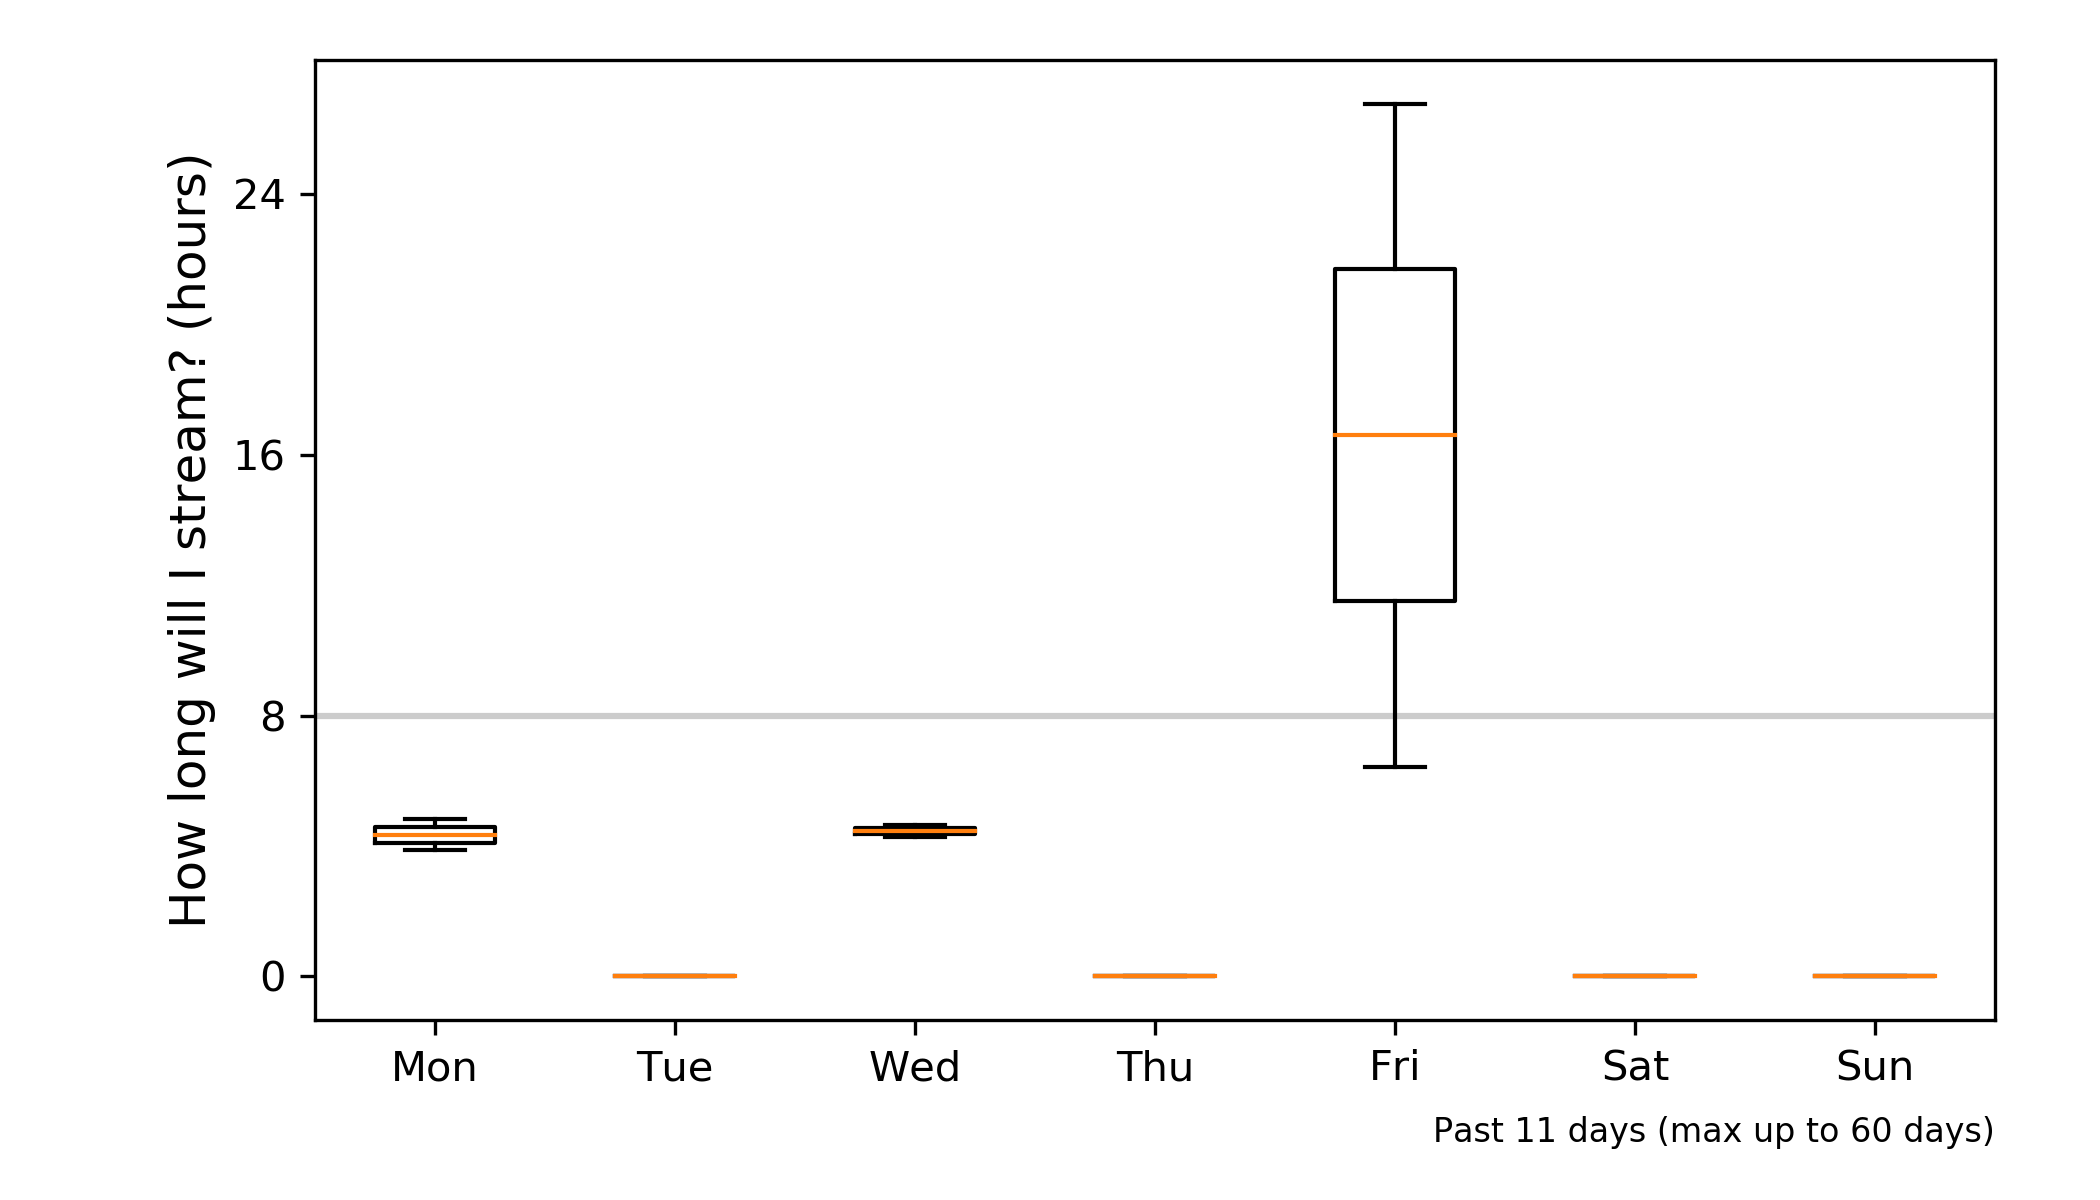 How long will I stream? (hours)
24
16
8
0
Mon Tue Wed Thu Fri Sat Sun
Past 11 days (max up to 60 days)